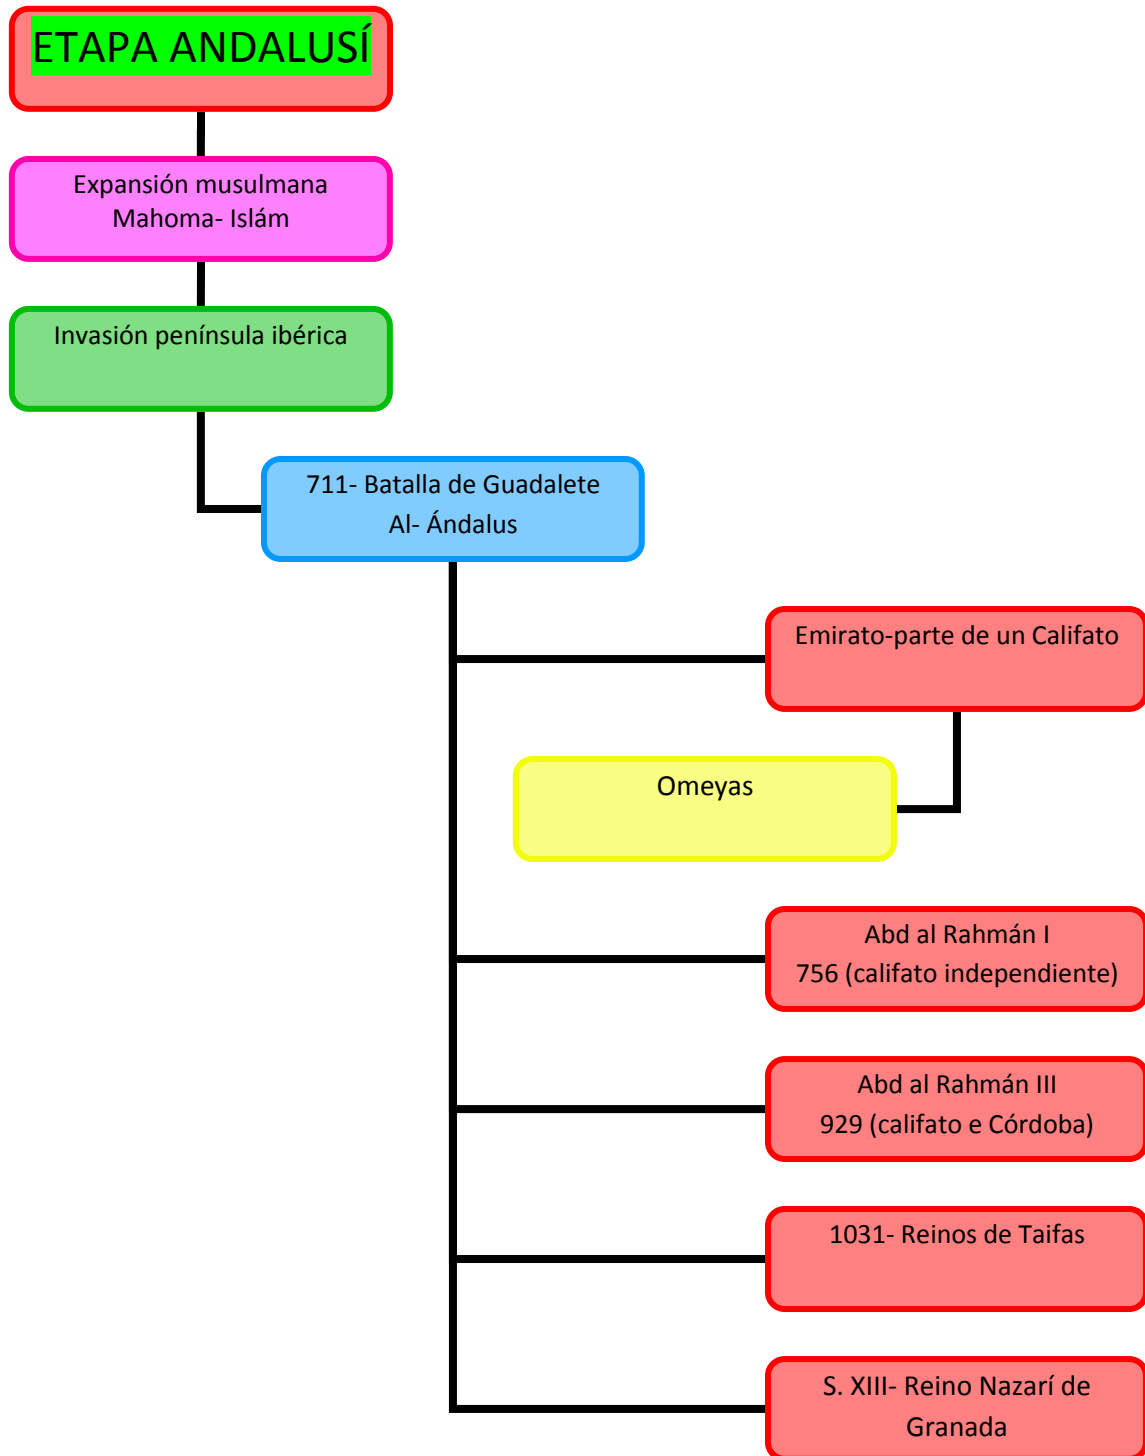 ETAPA ANDALUSÍ
Expansión musulmana
Mahoma- Islám
Invasión península ibérica
711- Batalla de Guadalete
Al- Ándalus
Emirato-parte de un Califato
Omeyas
Abd al Rahmán I
756 (califato independiente)
Abd al Rahmán III
929 (califato e Córdoba)
1031- Reinos de Taifas
S. XIII- Reino Nazarí de
Granada